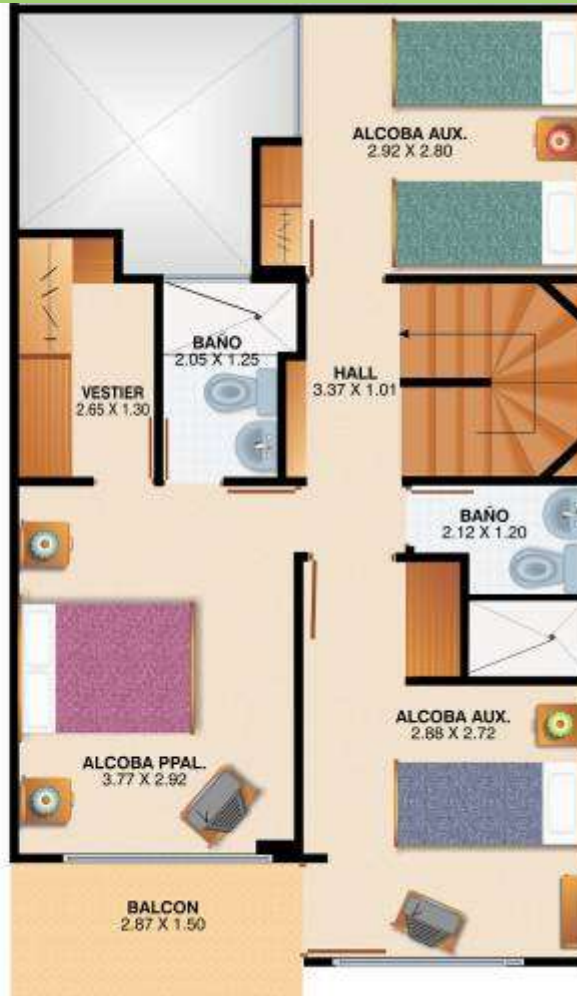 ALCOBA AUX.
2.92 X 2.80
BAÑO
2.05 X 1.25
HALL
3.37 X 1.01
VESTIER
2.65 X 1.30
BAÑO
2.12 X 1.20
ALCOBA AUX.
2.88 X 2.72
ALCOBA PPAL.
3.77 X 2.92
BALCON
2.87 X 1.50